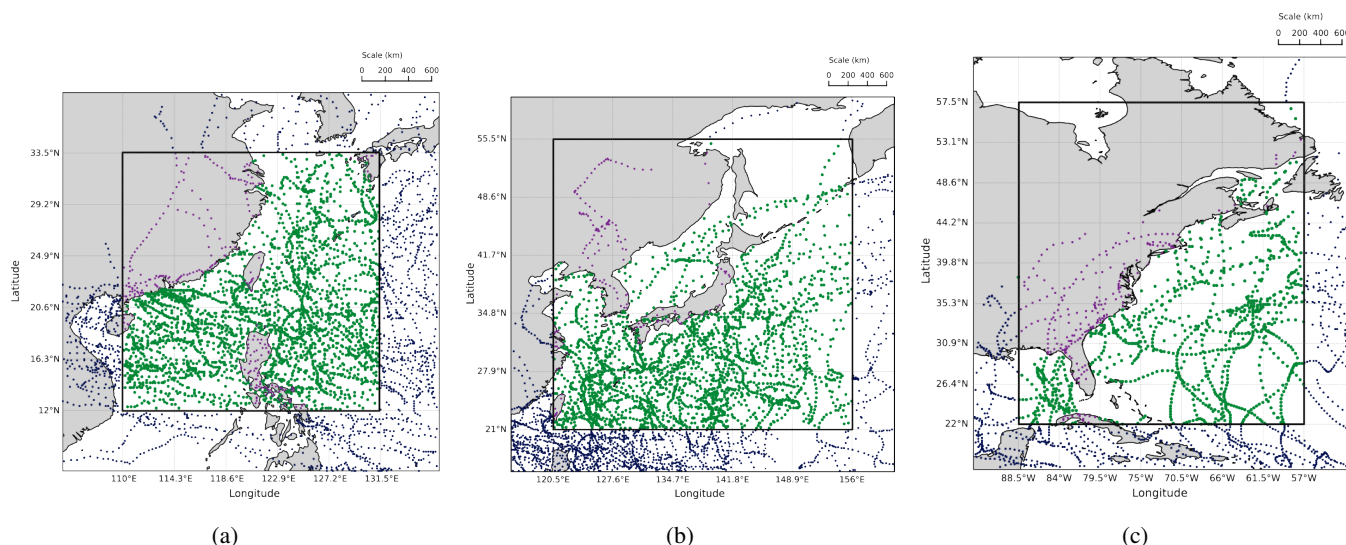 Scale (km)
0 200 400 600
33.5°N
29.2°N
24.9°N
20.6°N
16.3°N
12°N
Latitude
110°E 114.3°E 118.6°E 122.9°E 127.2°E 131.5°E
Longitude
(a)
Scale (km)
0 200 400 600
55.5°N
48.6°N
41.7°N
34.8°N
27.9°N
21°N
Latitude
120.5°E 127.6°E 134.7°E 141.8°E 148.9°E 156°E
Longitude
(b)
Scale (km)
0 200 400 600
57.5°N
53.1°N
48.6°N
44.2°N
39.8°N
35.3°N
30.9°N
26.4°N
22°N
Latitude
88.5°W 84°W 79.5°W 75°W 70.5°W 66°W 61.5°W 57°W
Longitude
(c)